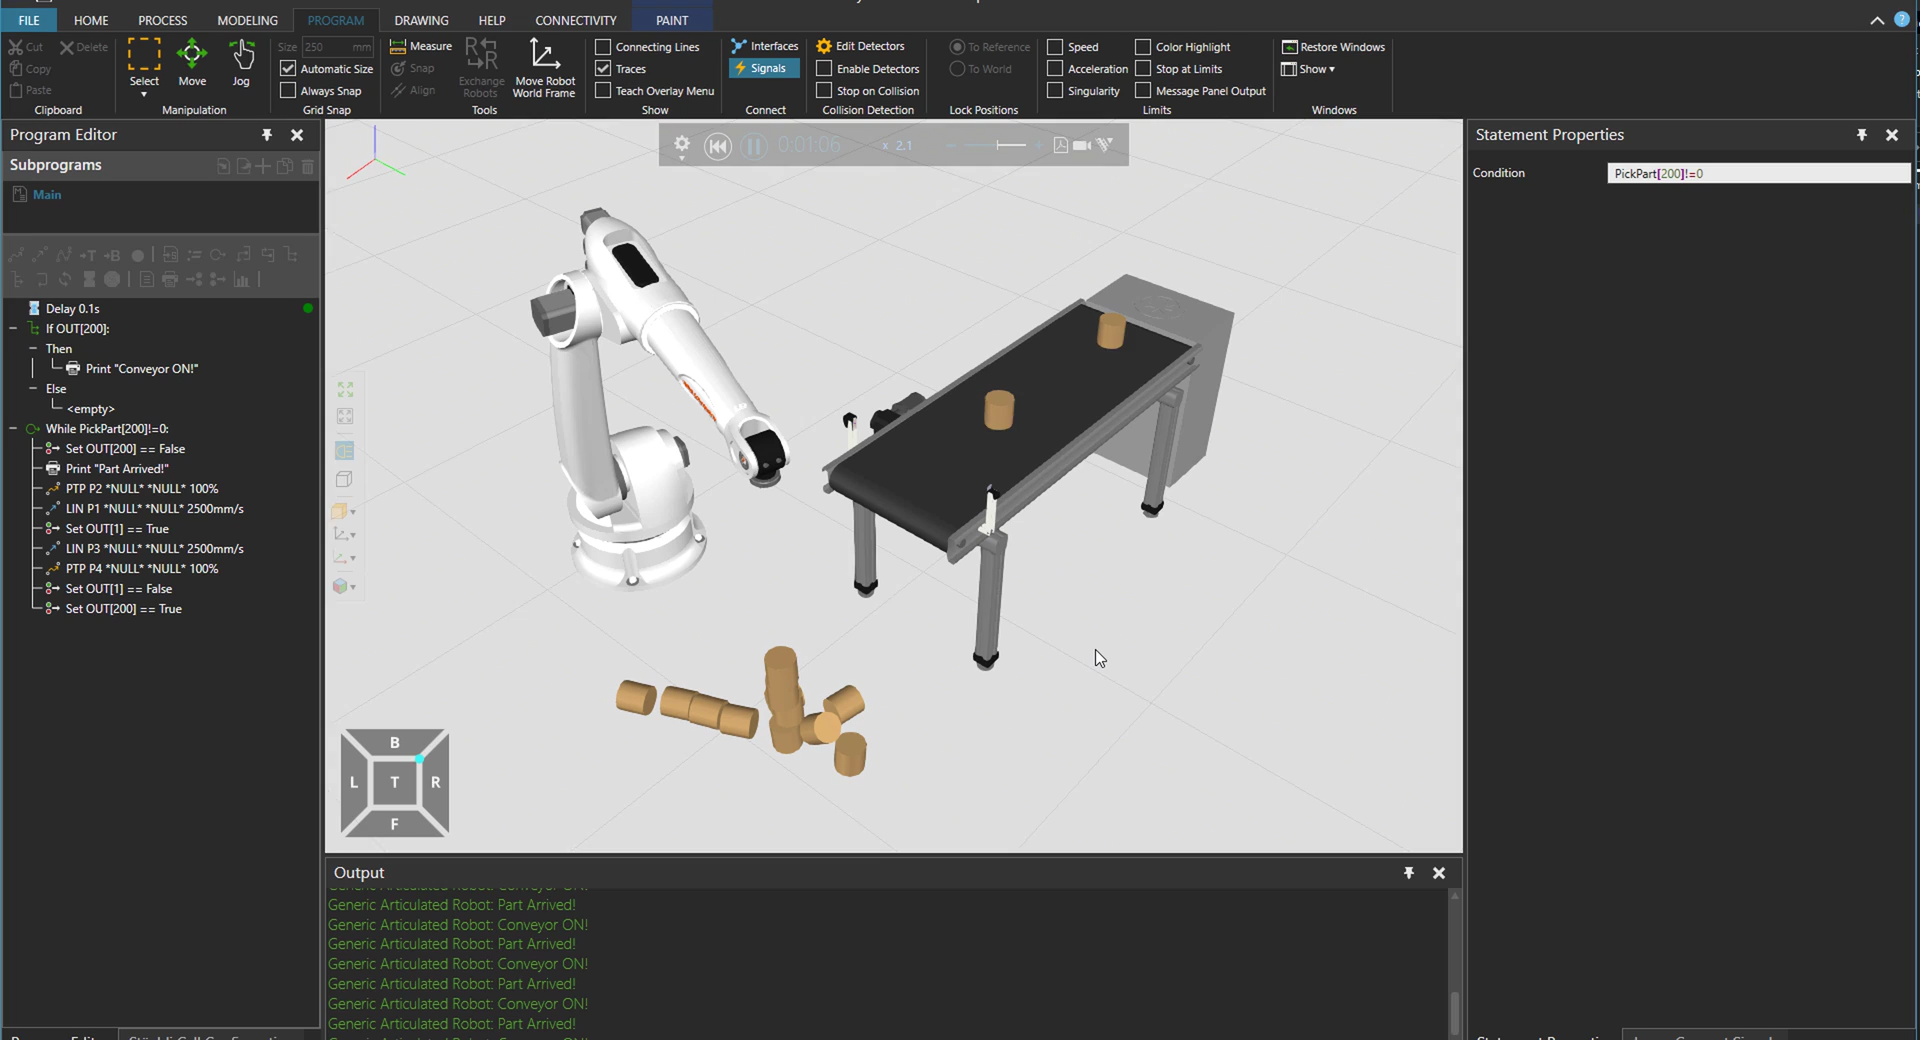 FILE HOME PROCESS MODELING PROGRAM DRAWING HELP CONNECTIVITY PAINT
Cut Delete
Copy
Paste
Clipboard
Select Move Jog
Manipulation
Size 250 mm
Automatic Size
Always Snap
Grid Snap
Measure
Snap
Align
Exchange Robots
Move Robot World Frame
Tools
Connecting Lines
Traces
Teach Overlay Menu
Show
Interfaces
Signals
Connect
Edit Detectors
Enable Detectors
Stop on Collision
Collision Detection
To Reference
To World
Lock Positions
Speed Color Highlight
Acceleration Stop at Limits
Singularity Message Panel Output
Limits
Restore Windows
Show
Windows
Program Editor
Subprograms
Main
Delay 0.1s
If OUT[200]:
Then
Print "Conveyor ON!"
Else
<empty>
While PickPart[200]!=0:
Set OUT[200] == False
Print "Part Arrived!"
PTP P2 *NULL* *NULL* 100%
LIN P1 *NULL* *NULL* 2500mm/s
Set OUT[1] == True
LIN P3 *NULL* *NULL* 2500mm/s
PTP P4 *NULL* *NULL* 100%
Set OUT[1] == False
Set OUT[200] == True
0:01:06 x 2.1
B
L T R
F
Output
Generic Articulated Robot: Conveyor ON!
Generic Articulated Robot: Part Arrived!
Generic Articulated Robot: Conveyor ON!
Generic Articulated Robot: Part Arrived!
Generic Articulated Robot: Conveyor ON!
Generic Articulated Robot: Part Arrived!
Generic Articulated Robot: Conveyor ON!
Generic Articulated Robot: Part Arrived!
Statement Properties
Condition PickPart[200]!=0